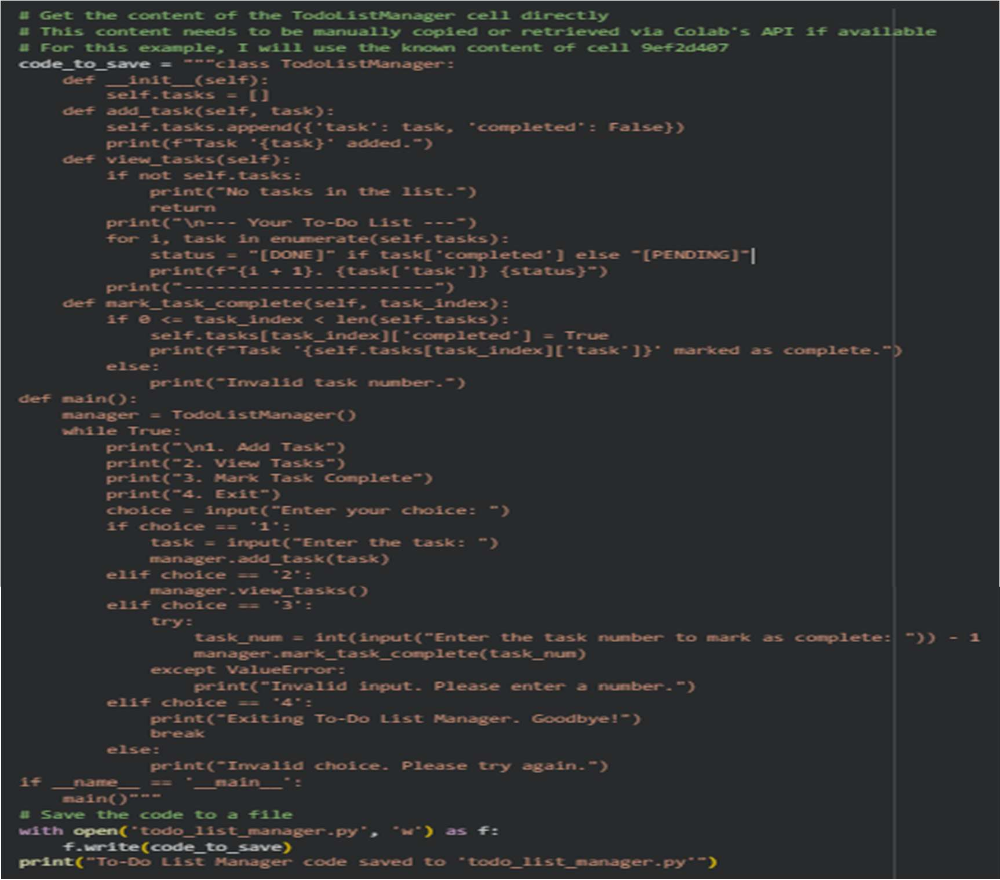 # Get the content of the TodoListManager cell directly
# This content needs to be manually copied or retrieved via Colab's API if available
# For this example, I will use the known content of cell 9ef2d407
code_to_save = """class TodoListManager:
    def __init__(self):
        self.tasks = []
    def add_task(self, task):
        self.tasks.append({'task': task, 'completed': False})
        print(f"Task '{task}' added.")
    def view_tasks(self):
        if not self.tasks:
            print("No tasks in the list.")
            return
        print("\n--- Your To-Do List ---")
        for i, task in enumerate(self.tasks):
            status = "[DONE]" if task['completed'] else "[PENDING]"
            print(f"{i + 1}. {task['task']} {status}")
        print("-----------------------")
    def mark_task_complete(self, task_index):
        if 0 <= task_index < len(self.tasks):
            self.tasks[task_index]['completed'] = True
            print(f"Task '{self.tasks[task_index]['task']}' marked as complete.")
        else:
            print("Invalid task number.")
def main():
    manager = TodoListManager()
    while True:
        print("\n1. Add Task")
        print("2. View Tasks")
        print("3. Mark Task Complete")
        print("4. Exit")
        choice = input("Enter your choice: ")
        if choice == '1':
            task = input("Enter the task: ")
            manager.add_task(task)
        elif choice == '2':
            manager.view_tasks()
        elif choice == '3':
            try:
                task_num = int(input("Enter the task number to mark as complete: ")) - 1
                manager.mark_task_complete(task_num)
            except ValueError:
                print("Invalid input. Please enter a number.")
        elif choice == '4':
            print("Exiting To-Do List Manager. Goodbye!")
            break
        else:
            print("Invalid choice. Please try again.")
if __name__ == '__main__':
    main()"""
# Save the code to a file
with open('todo_list_manager.py', 'w') as f:
    f.write(code_to_save)
print("To-Do List Manager code saved to 'todo_list_manager.py'")